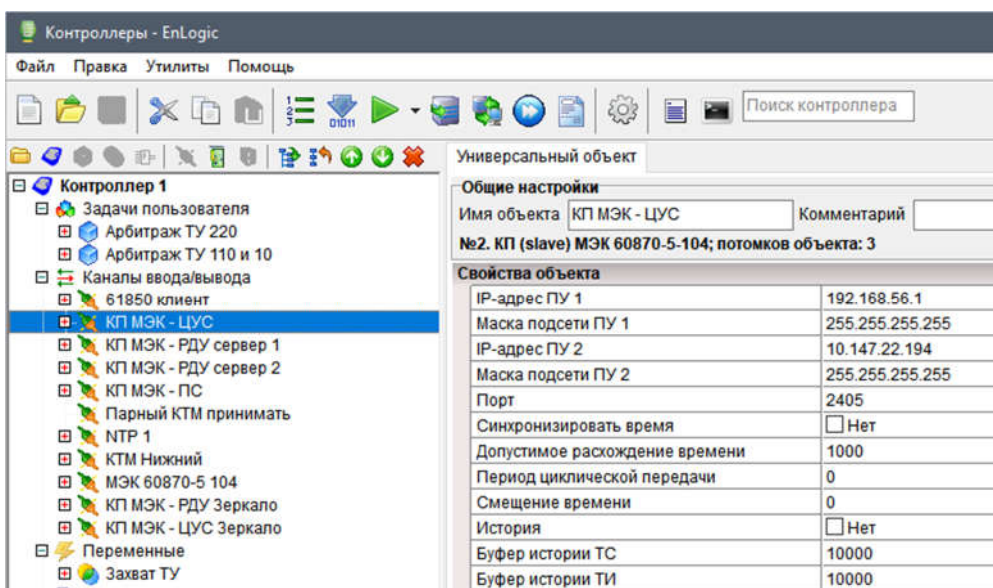 Контроллеры - EnLogic
Файл Правка Утилиты Помощь
Поиск контроллера
Контроллер 1
Задачи пользователя
Арбитраж ТУ 220
Арбитраж ТУ 110 и 10
Каналы ввода/вывода
61850 клиент
КП МЭК - ЦУС
КП МЭК - РДУ сервер 1
КП МЭК - РДУ сервер 2
КП МЭК - ПС
Парный КТМ принимать
NTP 1
КТМ Нижний
МЭК 60870-5 104
КП МЭК - РДУ Зеркало
КП МЭК - ЦУС Зеркало
Переменные
Захват ТУ
Универсальный объект
Общие настройки
Имя объекта КП МЭК - ЦУС Комментарий
№2. КП (slave) МЭК 60870-5-104; потомков объекта: 3
Свойства объекта
IP-адрес ПУ 1 192.168.56.1
Маска подсети ПУ 1 255.255.255.255
IP-адрес ПУ 2 10.147.22.194
Маска подсети ПУ 2 255.255.255.255
Порт 2405
Синхронизировать время Нет
Допустимое расхождение времени 1000
Период циклической передачи 0
Смещение времени 0
История Нет
Буфер истории ТС 10000
Буфер истории ТИ 10000